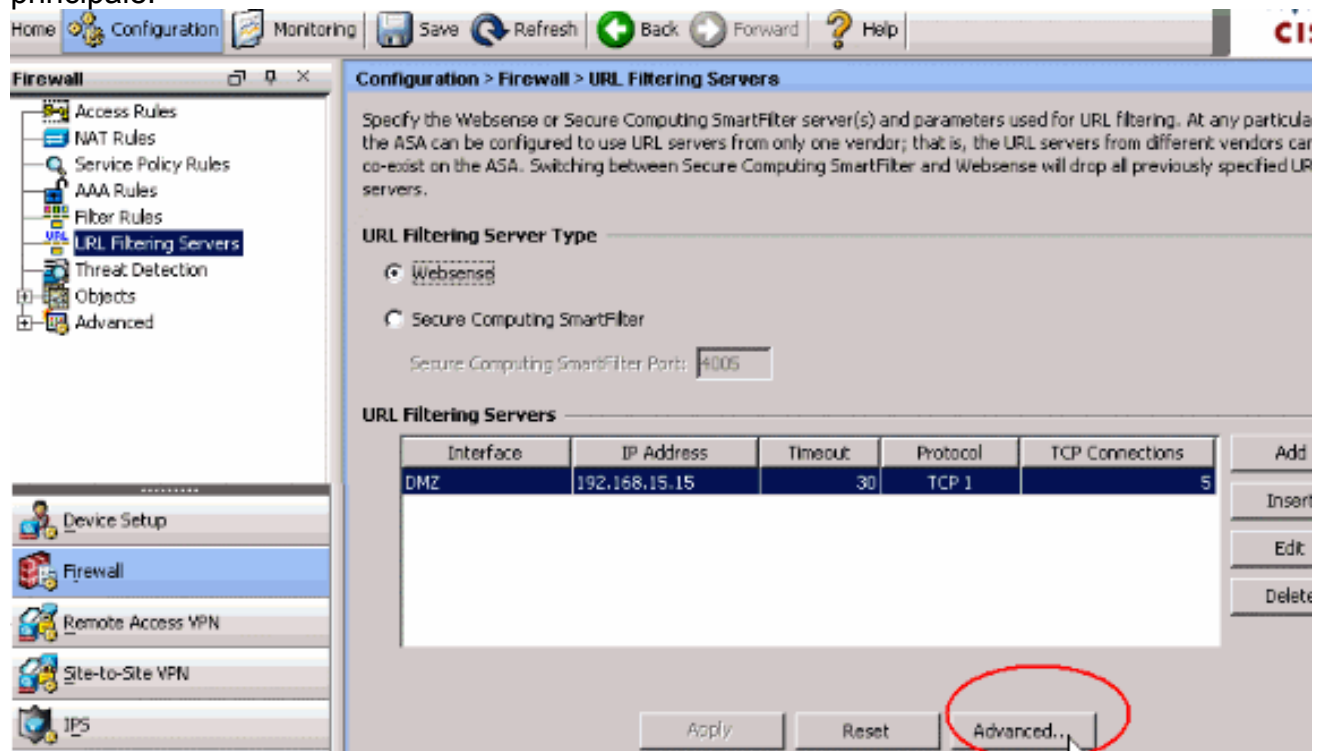 principale.
Home Configuration Monitoring Save Refresh Back Forward Help
Firewall
Access Rules
NAT Rules
Service Policy Rules
AAA Rules
Filter Rules
URL Filtering Servers
Threat Detection
Objects
Advanced
Device Setup
Firewall
Remote Access VPN
Site-to-Site VPN
IPS
Configuration > Firewall > URL Filtering Servers
Specify the Websense or Secure Computing SmartFilter server(s) and parameters used for URL filtering. At any particula
the ASA can be configured to use URL servers from only one vendor; that is, the URL servers from different vendors can
co-exist on the ASA. Switching between Secure Computing SmartFilter and Websense will drop all previously specified UR
servers.
URL Filtering Server Type
Websense
Secure Computing SmartFilter
Secure Computing SmartFilter Port: 4005
URL Filtering Servers
Interface IP Address Timeout Protocol TCP Connections
DMZ 192.168.15.15 30 TCP 1 5
Add
Insert
Edit
Delete
Apply Reset Advanced...